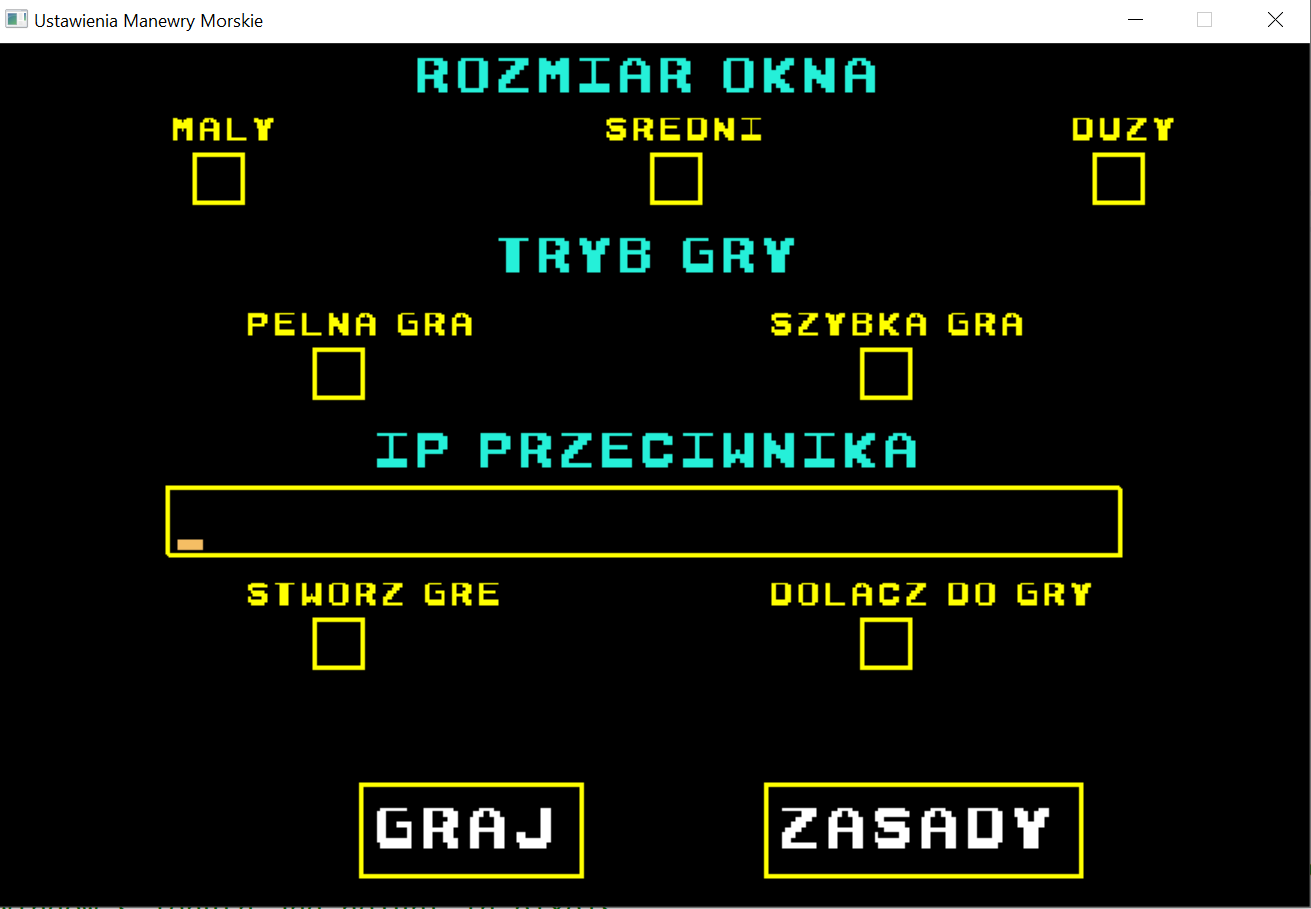 Ustawienia Manewry Morskie
ROZMIAR OKNA
MALY SREDNI DUZY
TRYB GRY
PELNA GRA SZYBKA GRA
IP PRZECIWNIKA
STWORZ GRE DOLACZ DO GRY
GRAJ ZASADY